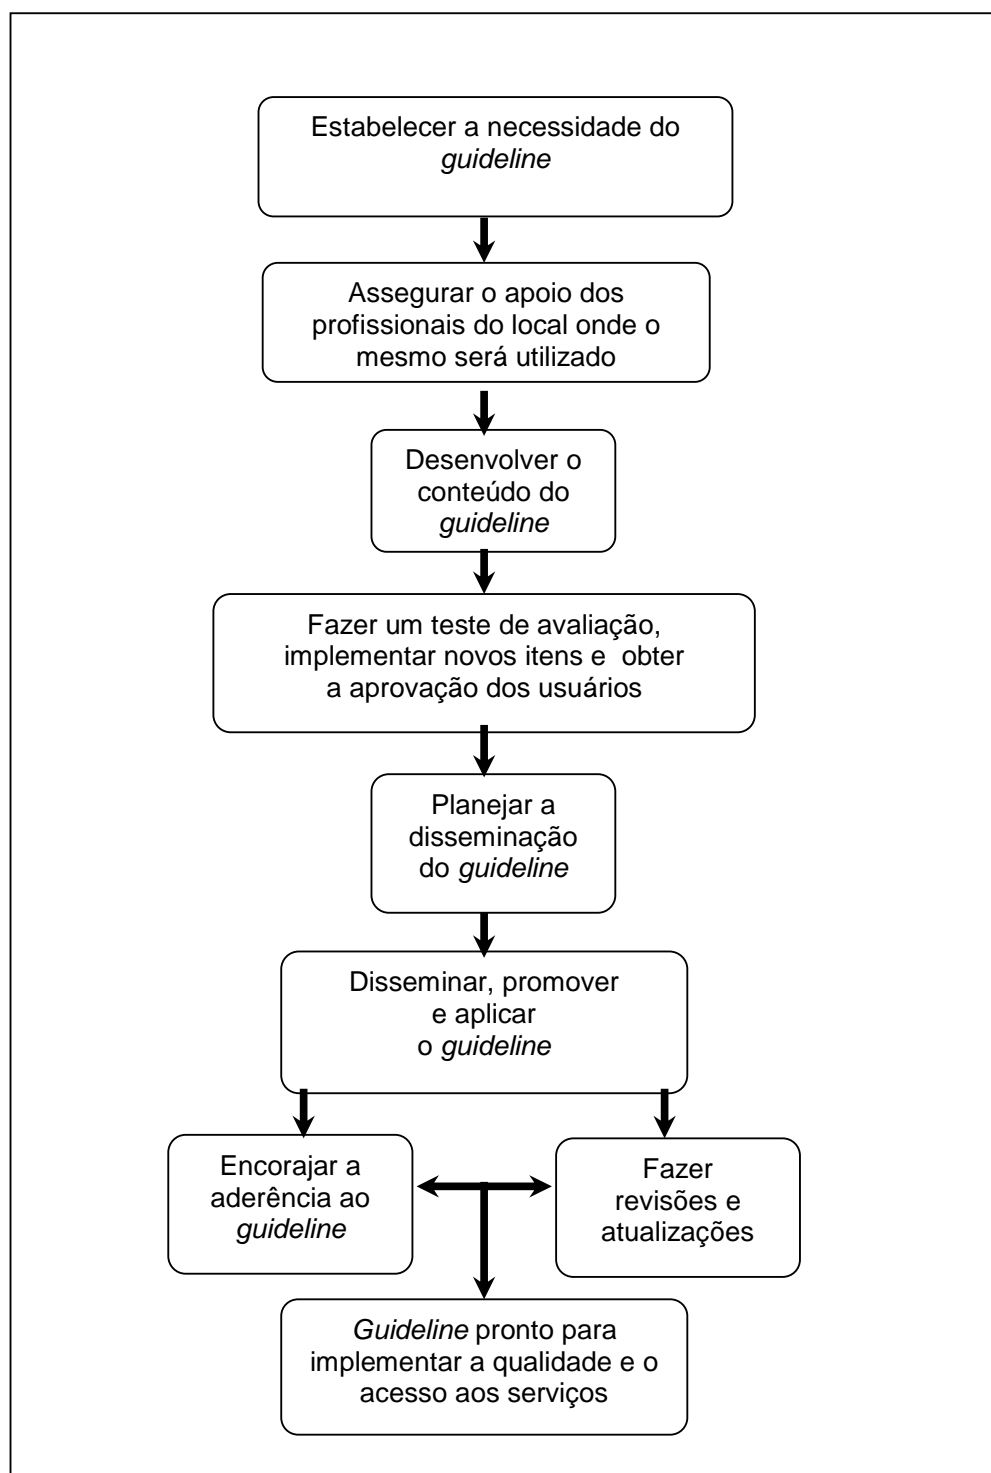 Estabelecer a necessidade do
guideline
Assegurar o apoio dos
profissionais do local onde o
mesmo será utilizado
Desenvolver o
conteúdo do
guideline
Fazer um teste de avaliação,
implementar novos itens e  obter
a aprovação dos usuários
Planejar a
disseminação
do guideline
Disseminar, promover
e aplicar
o guideline
Encorajar a
aderência ao
guideline
Fazer
revisões e
atualizações
Guideline pronto para
implementar a qualidade e o
acesso aos serviços